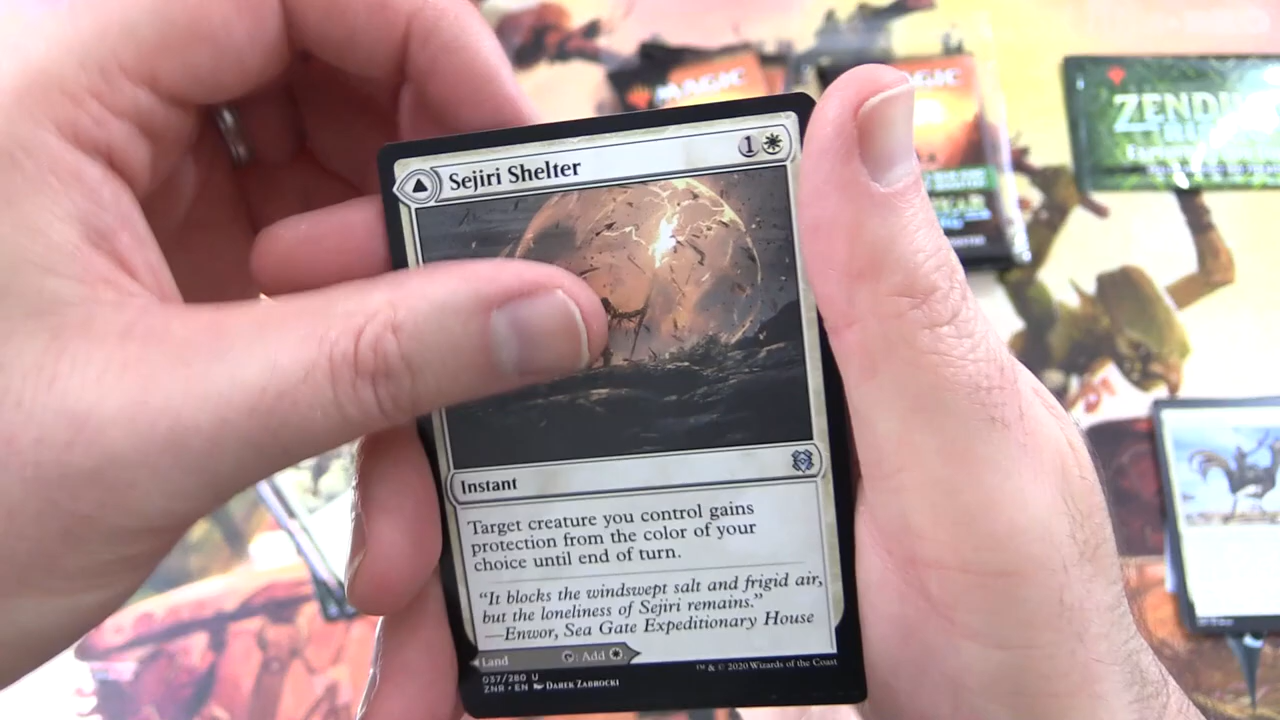 MAGIC
MAGIC
ZENDI
Sejiri Shelter
1
Instant
Target creature you control gains
protection from the color of your
choice until end of turn.
“It blocks the windswept salt and frigid air,
but the loneliness of Sejiri remains.”
—Enwor, Sea Gate Expeditionary House
Land : Add .
™ & © 2020 Wizards of the Coast
037/280 U
ZNR • EN DAREK ZABROCKI